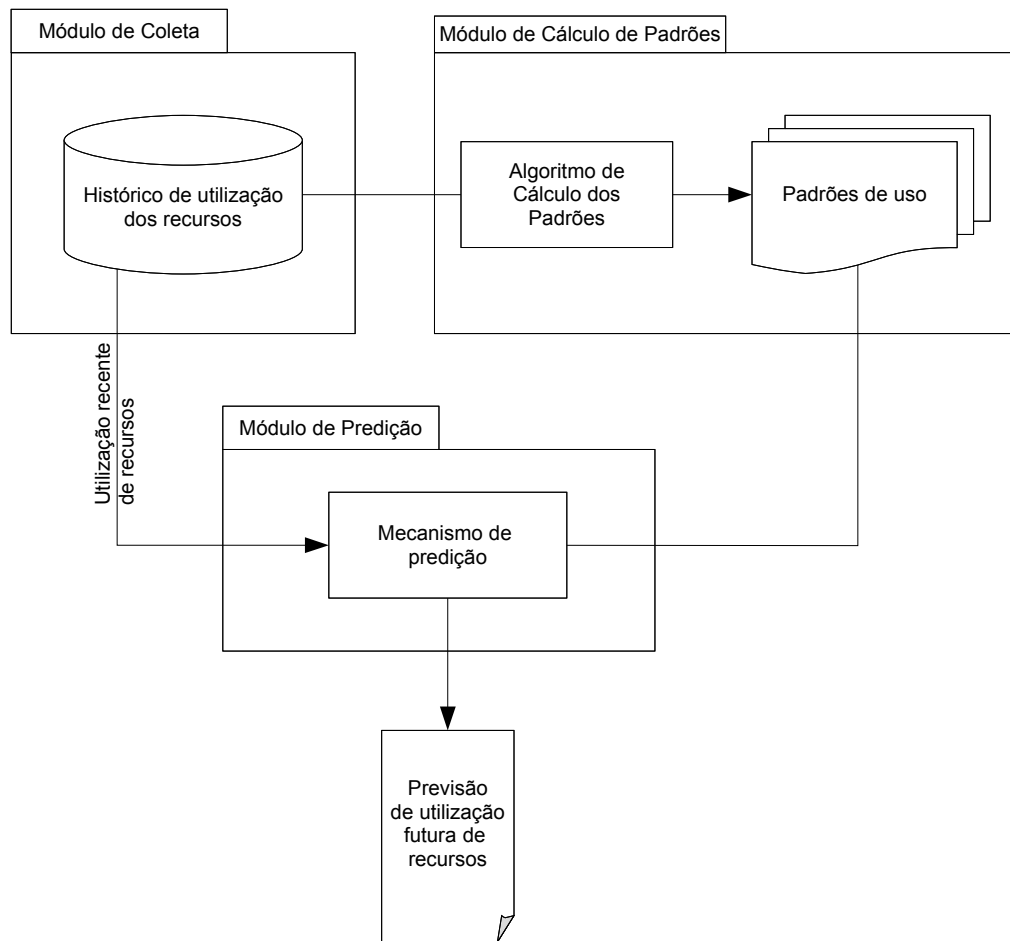 Módulo de Coleta
Módulo de Cálculo de Padrões
Histórico de utilização
dos recursos
Algoritmo de
Cálculo dos
Padrões
Padrões de uso
Utilização recente
de recursos
Módulo de Predição
Mecanismo de
predição
Previsão
de utilização
futura de
recursos